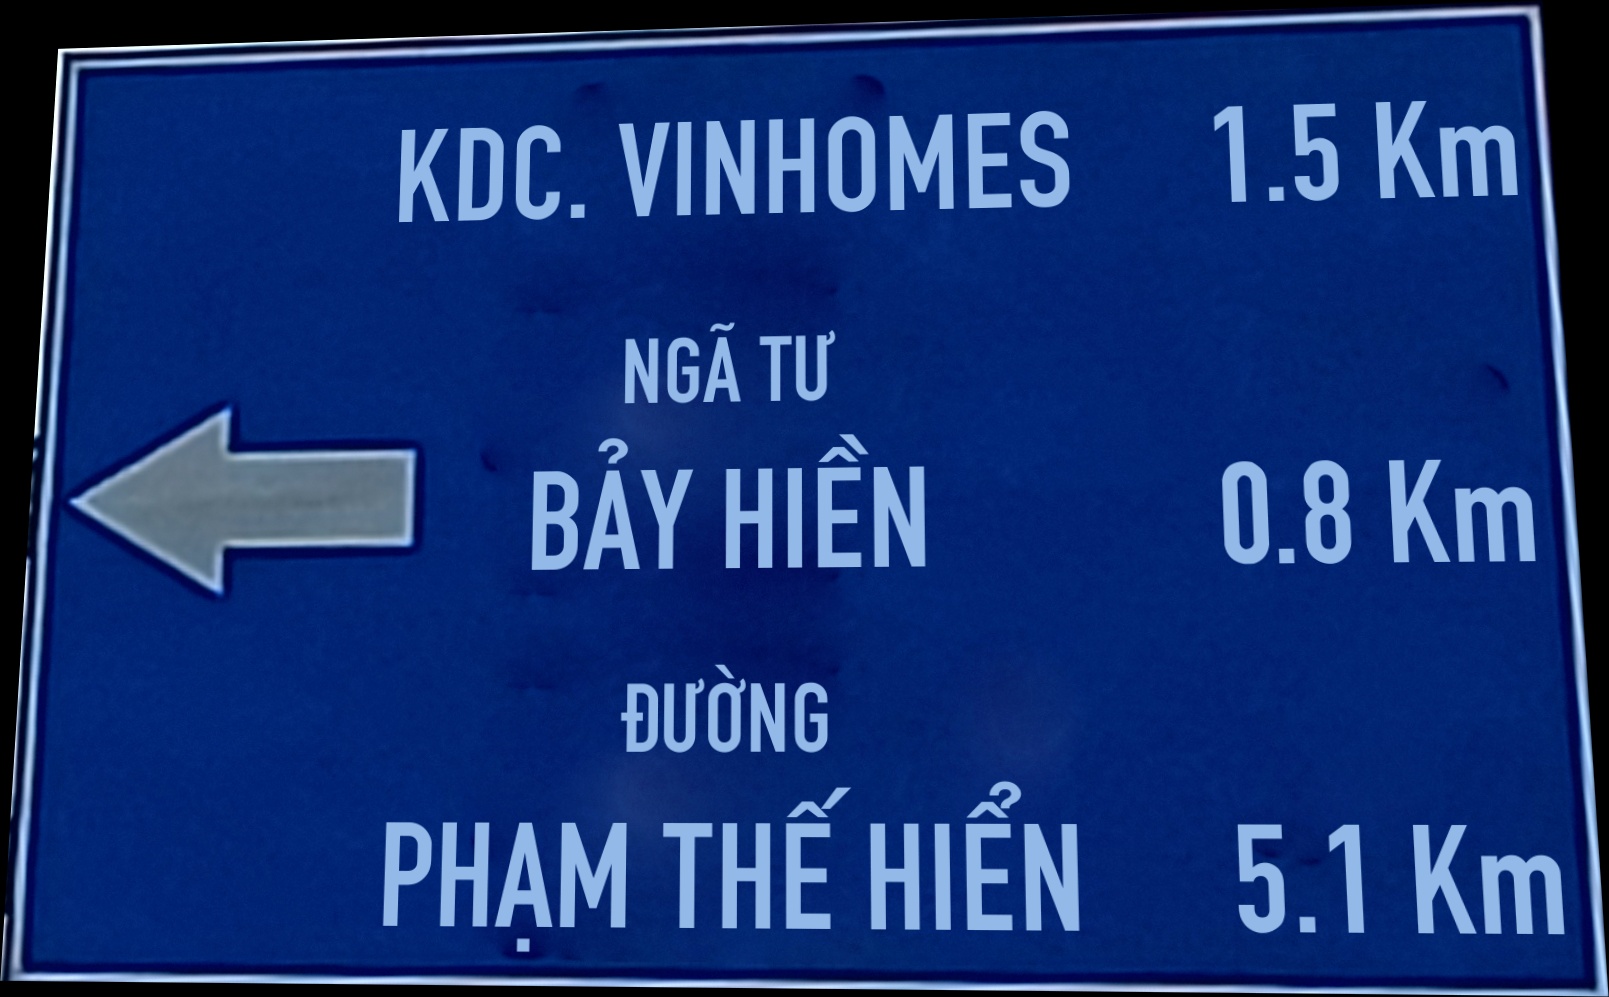 KDC. VINHOMES 1.5 Km
NGÃ TƯ
BẢY HIỀN 0.8 Km
ĐƯỜNG
PHẠM THẾ HIỂN 5.1 Km